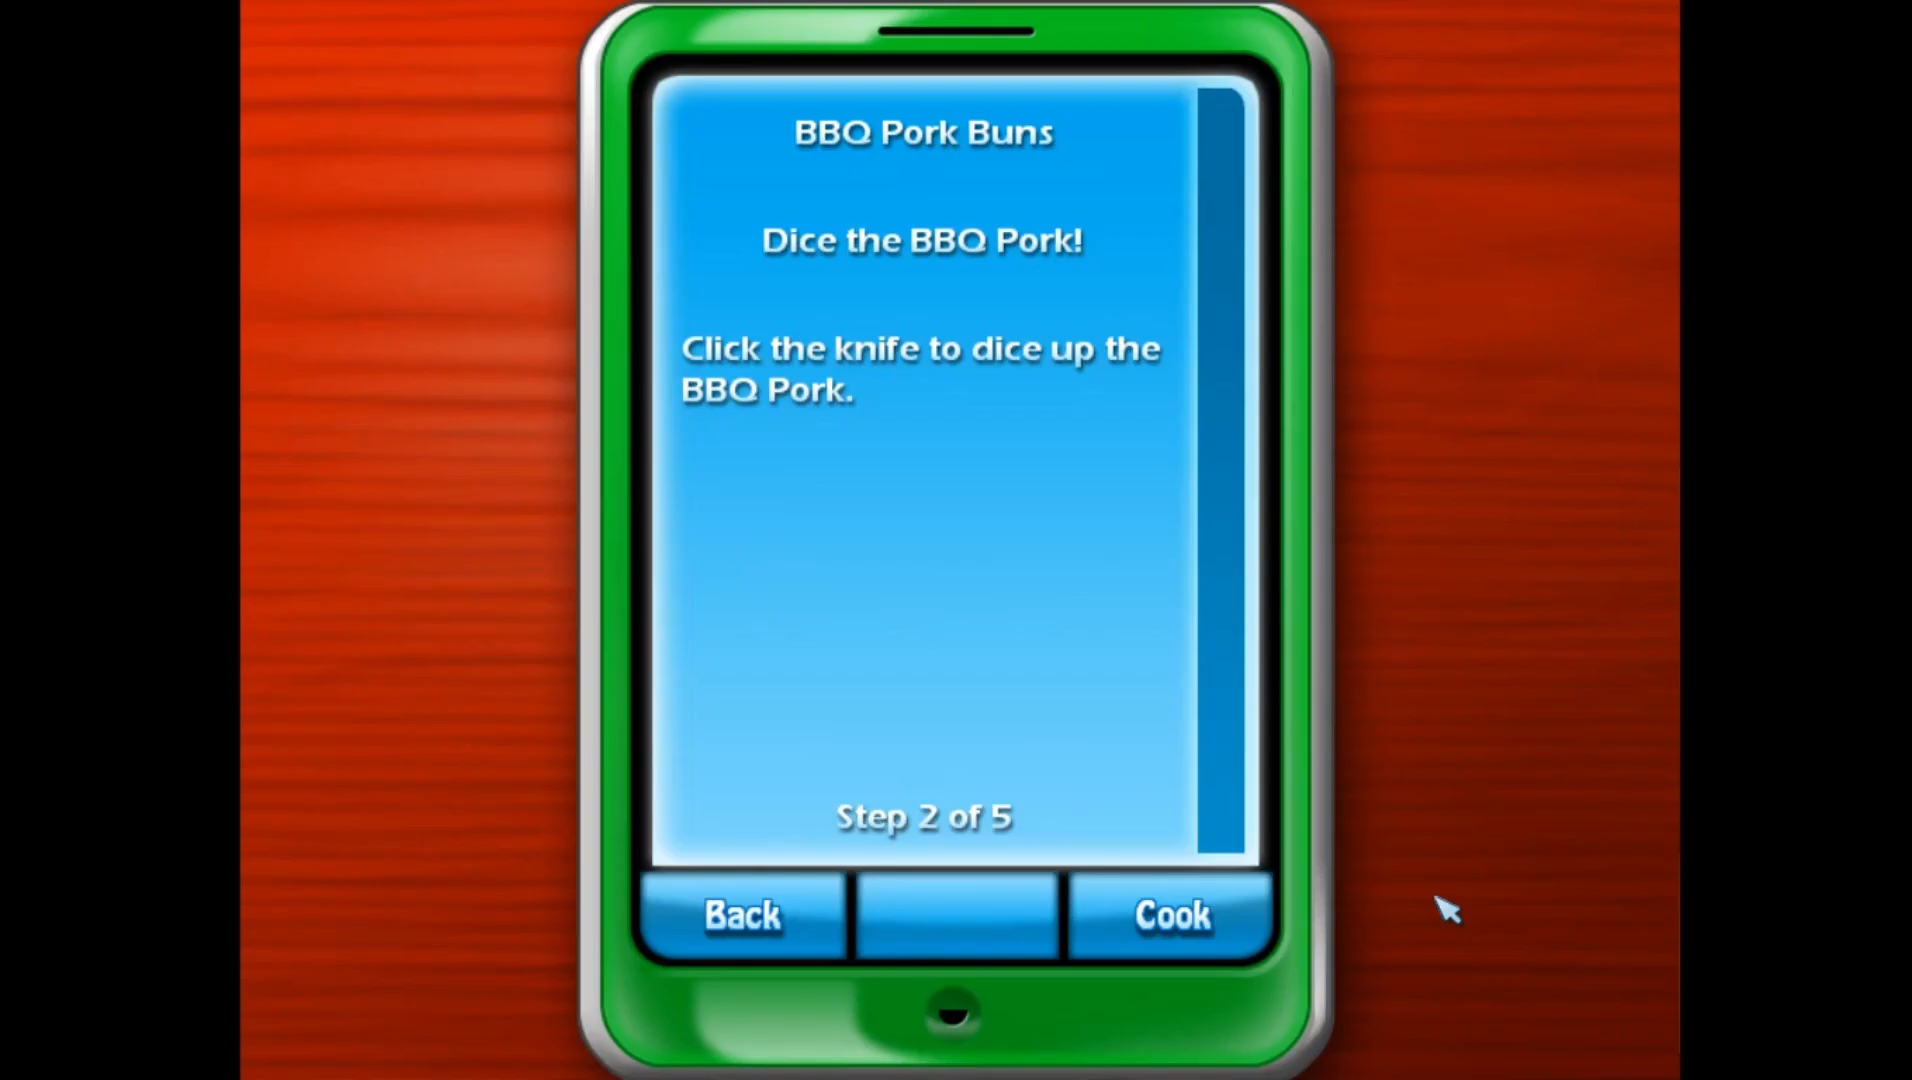 BBQ Pork Buns
Dice the BBQ Pork!
Click the knife to dice up the
BBQ Pork.
Step 2 of 5
Back
Cook